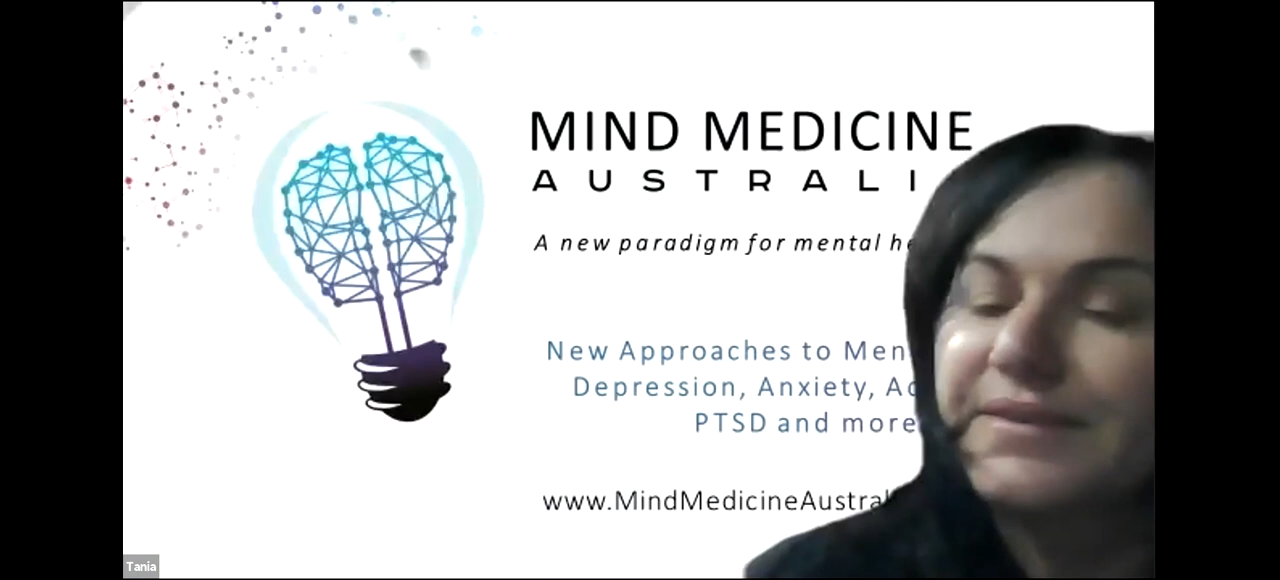 MIND MEDICINE
AUSTRALI
A new paradigm for mental he
New Approaches to Men
Depression, Anxiety, Ad
PTSD and more
www.MindMedicineAustral
Tania